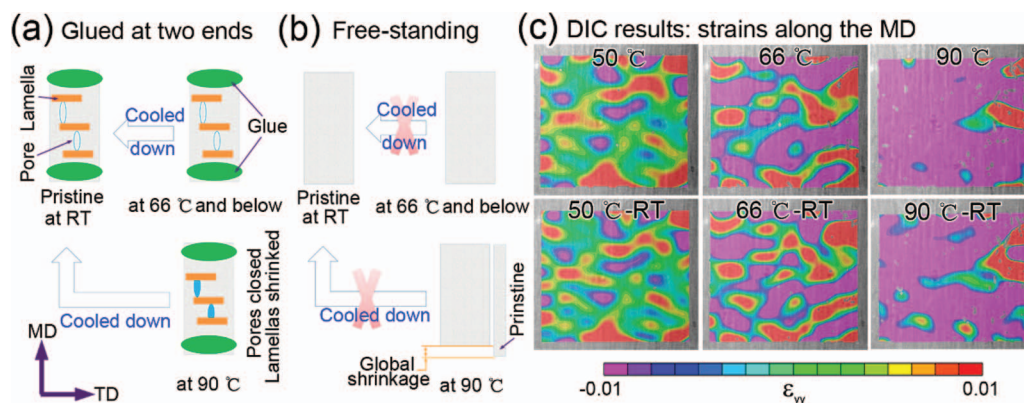 (a) Glued at two ends
Pore Lamella
Cooled
down
Glue
Pristine
at RT
at 66 ℃ and below
Cooled down
Pores closed
Lamellas shrinked
at 90 ℃
MD
TD
(b) Free-standing
Cooled
down
Pristine
at RT
at 66 ℃ and below
Cooled down
Prinstine
Global
shrinkage
at 90 ℃
(c) DIC results: strains along the MD
50 ℃
66 ℃
90 ℃
50 ℃-RT
66 ℃-RT
90 ℃-RT
-0.01
εyy
0.01